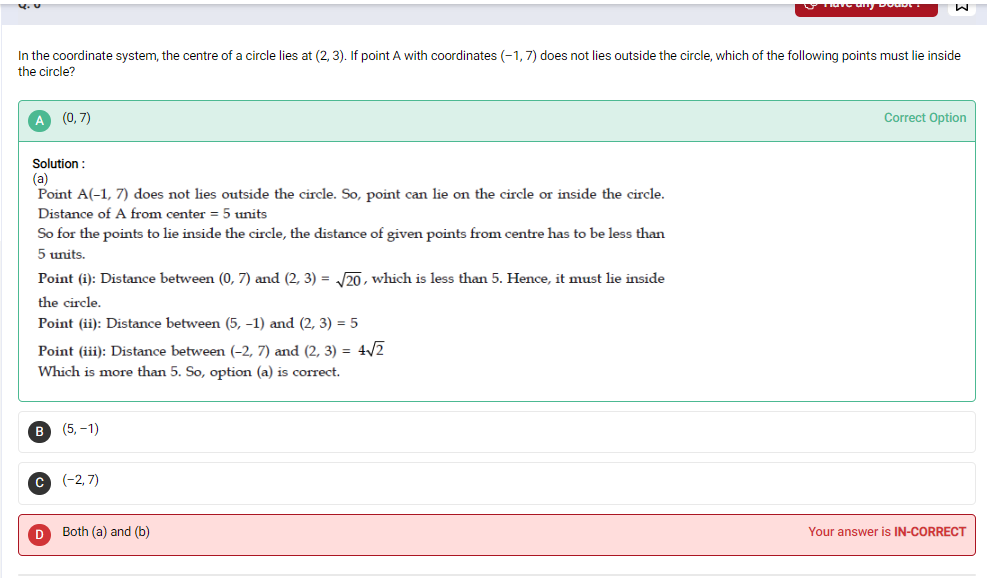 In the coordinate system, the centre of a circle lies at (2, 3). If point A with coordinates (−1, 7) does not lies outside the circle, which of the following points must lie inside
the circle?
A (0, 7) Correct Option
Solution :
(a)
Point A(–1, 7) does not lies outside the circle. So, point can lie on the circle or inside the circle.
Distance of A from center = 5 units
So for the points to lie inside the circle, the distance of given points from centre has to be less than
5 units.
Point (i): Distance between (0, 7) and (2, 3) = √20, which is less than 5. Hence, it must lie inside
the circle.
Point (ii): Distance between (5, –1) and (2, 3) = 5
Point (iii): Distance between (–2, 7) and (2, 3) = 4√2
Which is more than 5. So, option (a) is correct.
B (5, −1)
C (−2, 7)
D Both (a) and (b) Your answer is IN-CORRECT